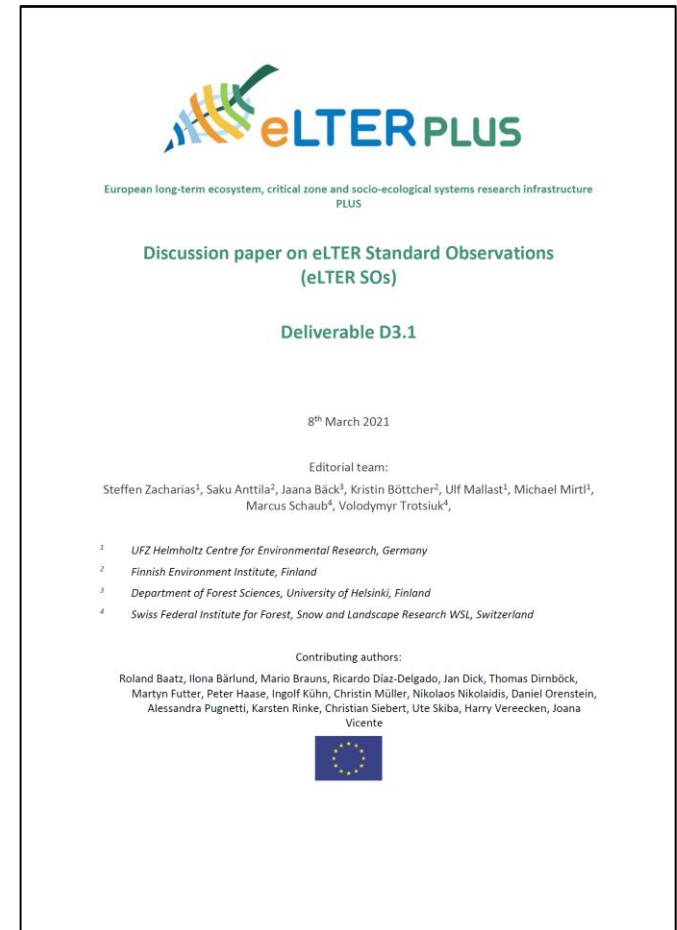 eLTER PLUS
European long-term ecosystem, critical zone and socio-ecological systems research infrastructure
PLUS
Discussion paper on eLTER Standard Observations
(eLTER SOs)
Deliverable D3.1
8th March 2021
Editorial team:
Steffen Zacharias1, Saku Anttila2, Jaana Bäck3, Kristin Böttcher2, Ulf Mallast1, Michael Mirtl1,
Marcus Schaub4, Volodymyr Trotsiuk4,
1 UFZ Helmholtz Centre for Environmental Research, Germany
2 Finnish Environment Institute, Finland
3 Department of Forest Sciences, University of Helsinki, Finland
4 Swiss Federal Institute for Forest, Snow and Landscape Research WSL, Switzerland
Contributing authors:
Roland Baatz, Ilona Bärlund, Mario Brauns, Ricardo Díaz-Delgado, Jan Dick, Thomas Dirnböck,
Martyn Futter, Peter Haase, Ingolf Kühn, Christin Müller, Nikolaos Nikolaidis, Daniel Orenstein,
Alessandra Pugnetti, Karsten Rinke, Christian Siebert, Ute Skiba, Harry Vereecken, Joana
Vicente